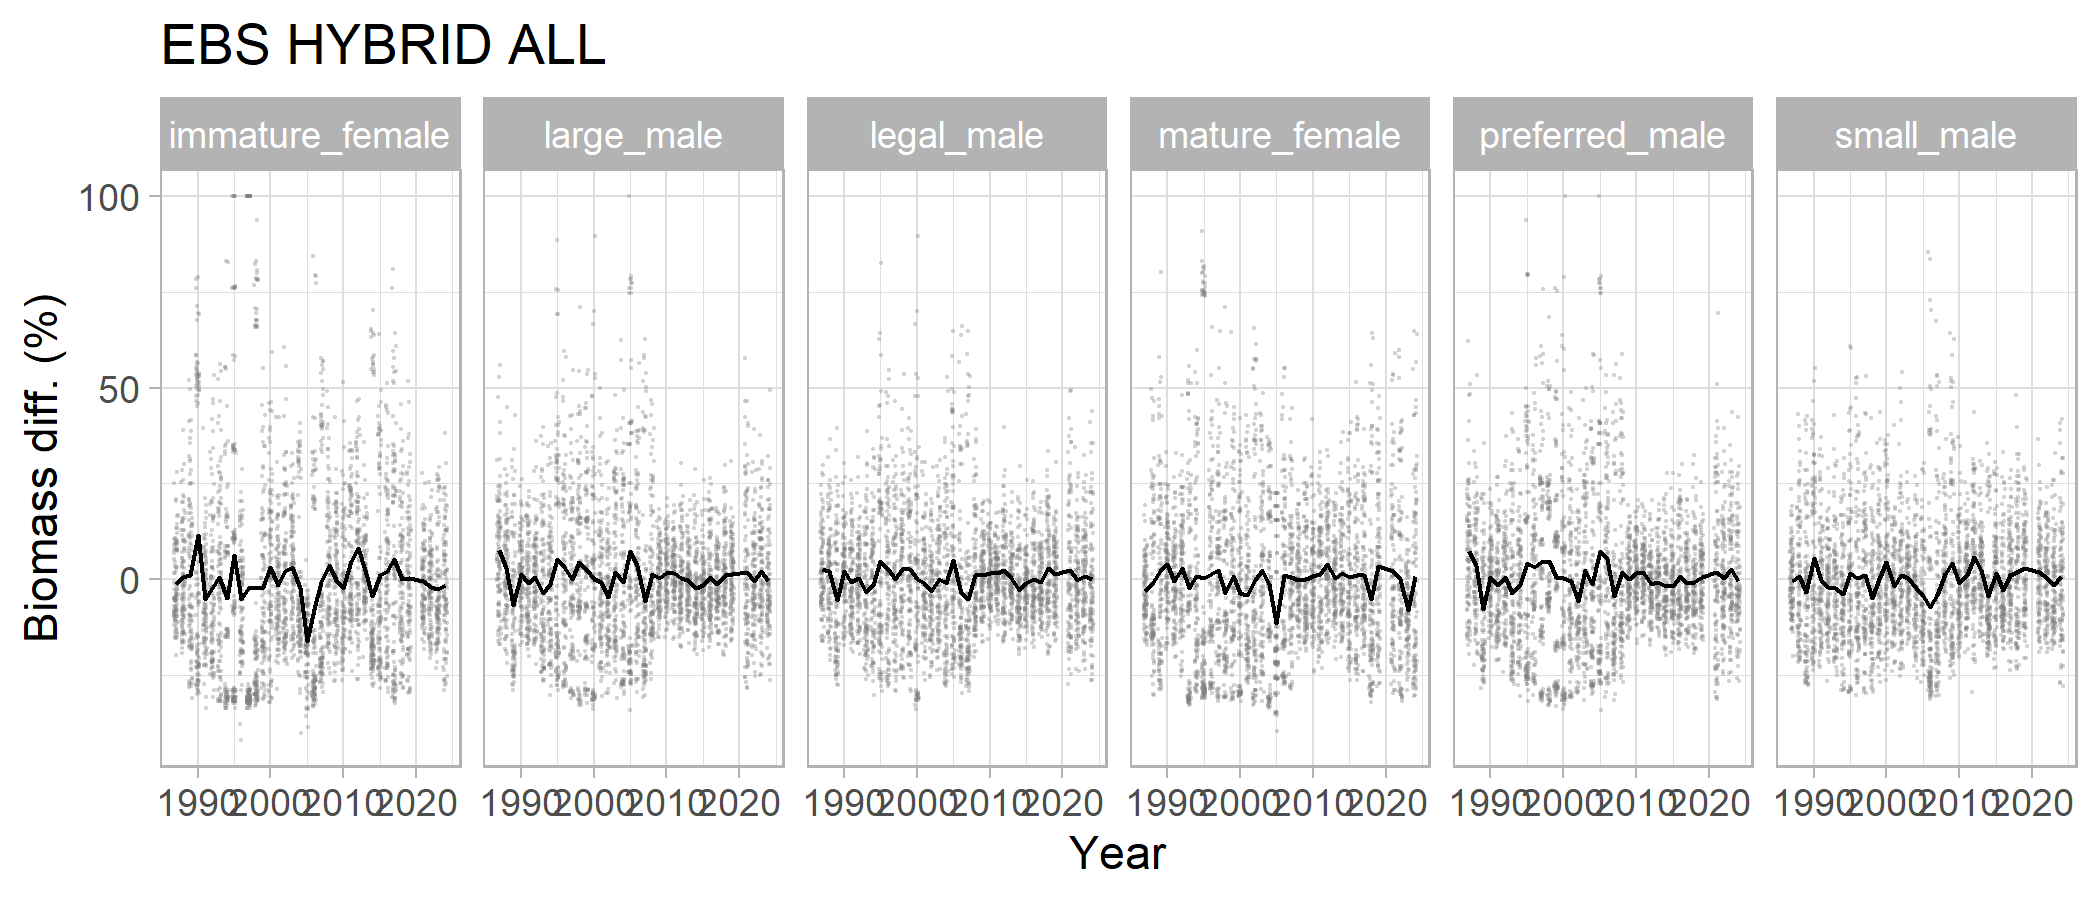 EBS HYBRID ALL
immature_female large_male legal_male mature_female preferred_male small_male
100
50
0
Biomass diff. (%)
1990 2000 2010 2020 1990 2000 2010 2020 1990 2000 2010 2020 1990 2000 2010 2020 1990 2000 2010 2020 1990 2000 2010 2020
Year